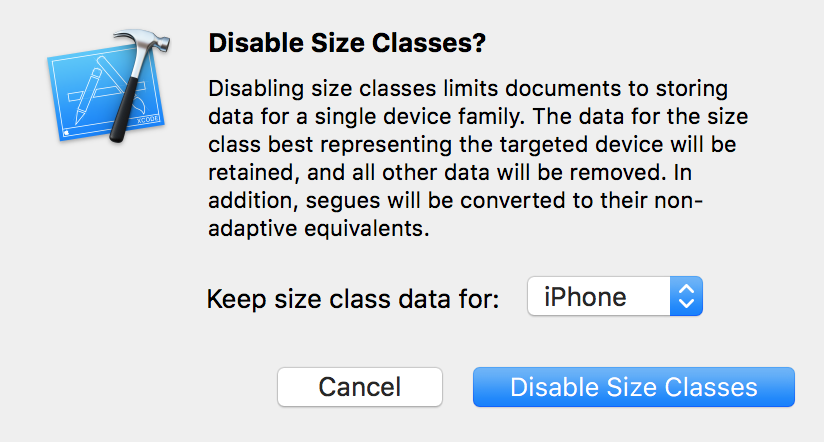 Disable Size Classes?
Disabling size classes limits documents to storing
data for a single device family. The data for the size
class best representing the targeted device will be
retained, and all other data will be removed. In
addition, segues will be converted to their non-
adaptive equivalents.
XCODE
Keep size class data for: iPhone
Cancel Disable Size Classes